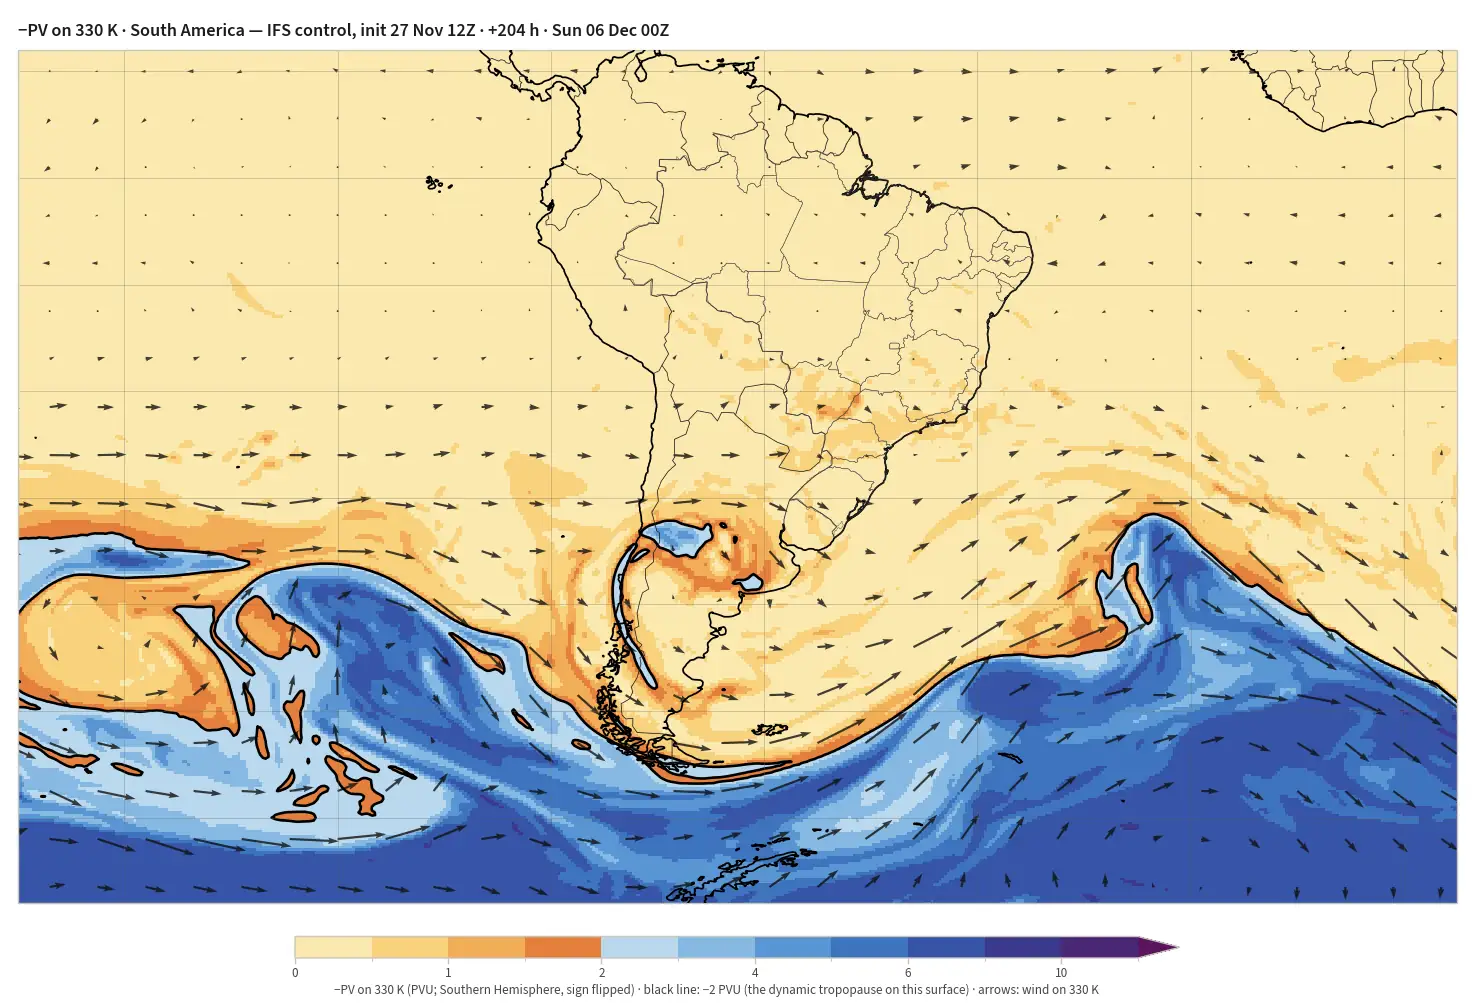 −PV on 330 K · South America — IFS control, init 27 Nov 12Z · +204 h · Sun 06 Dec 00Z
0 1 2 4 6 10
−PV on 330 K (PVU; Southern Hemisphere, sign flipped) · black line: −2 PVU (the dynamic tropopause on this surface) · arrows: wind on 330 K